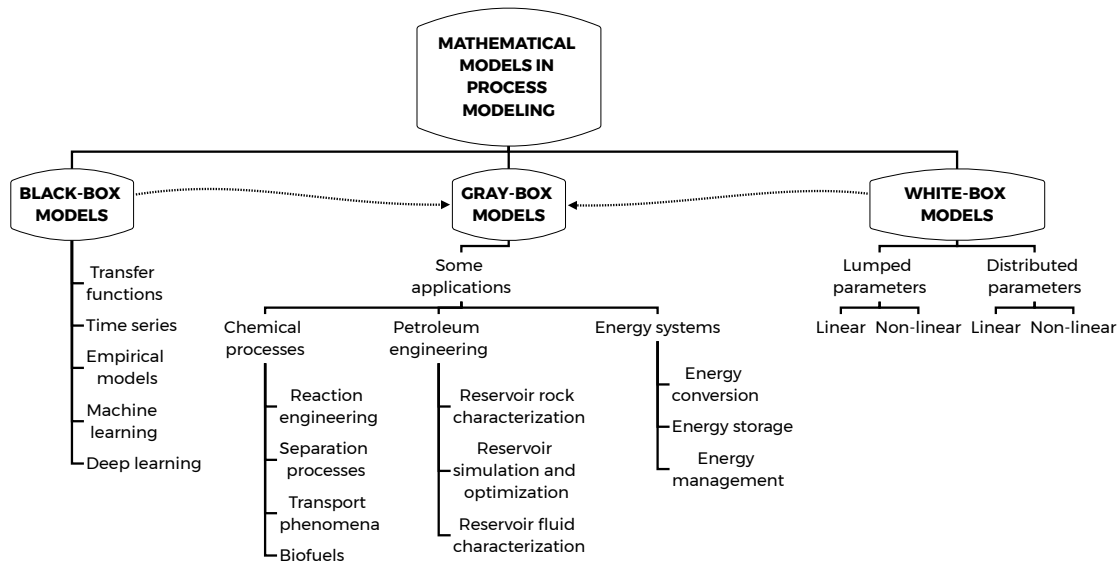 MATHEMATICAL
MODELS IN
PROCESS
MODELING
BLACK-BOX
MODELS
GRAY-BOX
MODELS
WHITE-BOX
MODELS
Transfer
functions
Time series
Empirical
models
Machine
learning
Deep learning
Some
applications
Chemical
processes
Reaction
engineering
Separation
processes
Transport
phenomena
Biofuels
Petroleum
engineering
Reservoir rock
characterization
Reservoir
simulation and
optimization
Reservoir fluid
characterization
Energy systems
Energy
conversion
Energy storage
Energy
management
Lumped
parameters
Linear
Non-linear
Distributed
parameters
Linear
Non-linear